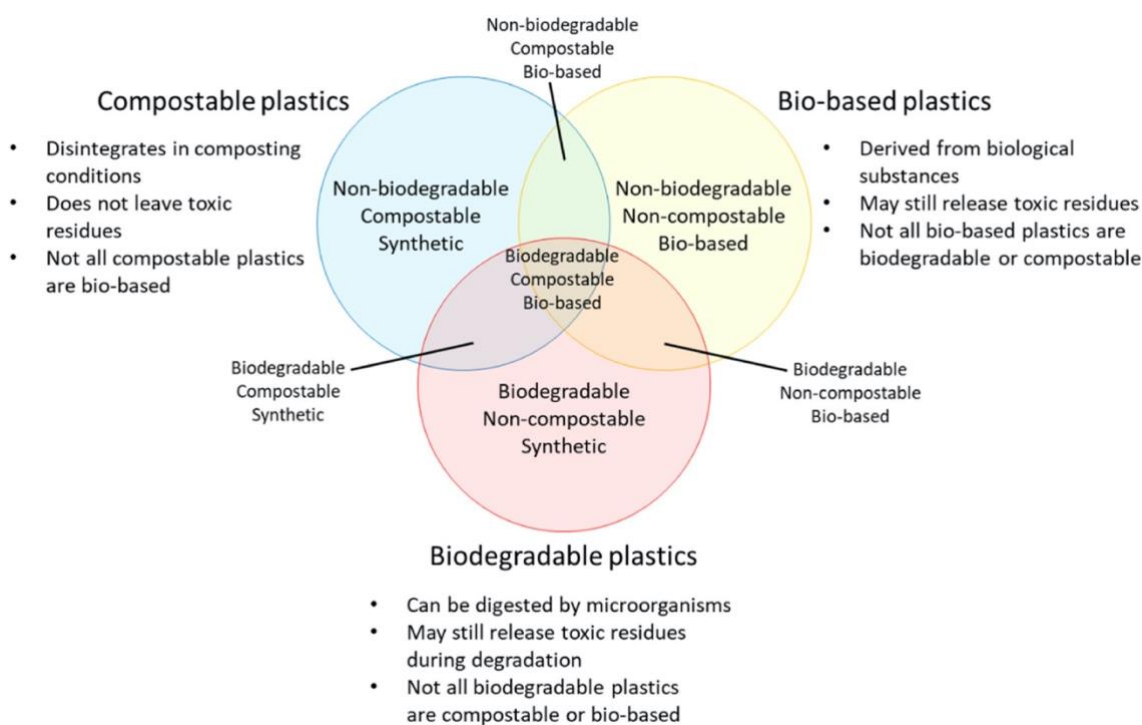 Non-biodegradable
Compostable
Bio-based
Compostable plastics
• Disintegrates in composting
conditions
• Does not leave toxic
residues
• Not all compostable plastics
are bio-based
Bio-based plastics
• Derived from biological
substances
• May still release toxic residues
• Not all bio-based plastics are
biodegradable or compostable
Non-biodegradable
Compostable
Synthetic
Non-biodegradable
Non-compostable
Bio-based
Biodegradable
Compostable
Bio-based
Biodegradable
Compostable
Synthetic
Biodegradable
Non-compostable
Synthetic
Biodegradable
Non-compostable
Bio-based
Biodegradable plastics
• Can be digested by microorganisms
• May still release toxic residues
during degradation
• Not all biodegradable plastics
are compostable or bio-based